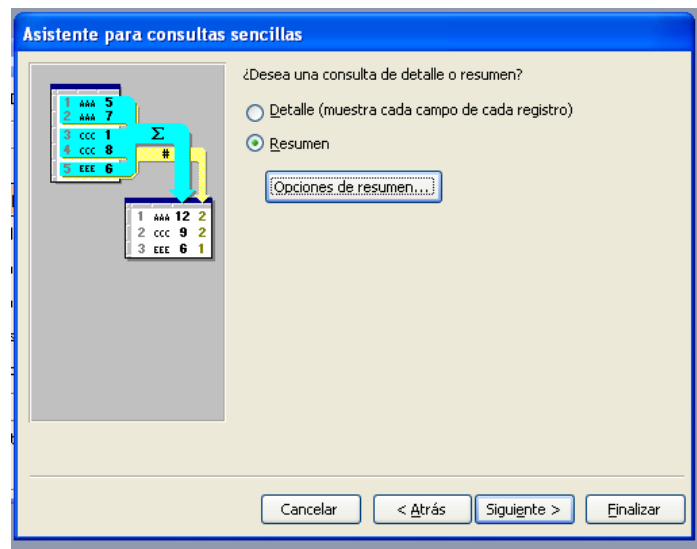 Asistente para consultas sencillas
¿Desea una consulta de detalle o resumen?
Detalle (muestra cada campo de cada registro)
Resumen
Opciones de resumen...
1 AAA 5
2 AAA 7
3 CCC 1
4 CCC 8
5 EEE 6
Σ
#
1 AAA 12 2
2 CCC 9 2
3 EEE 6 1
Cancelar < Atrás Siguiente > Finalizar